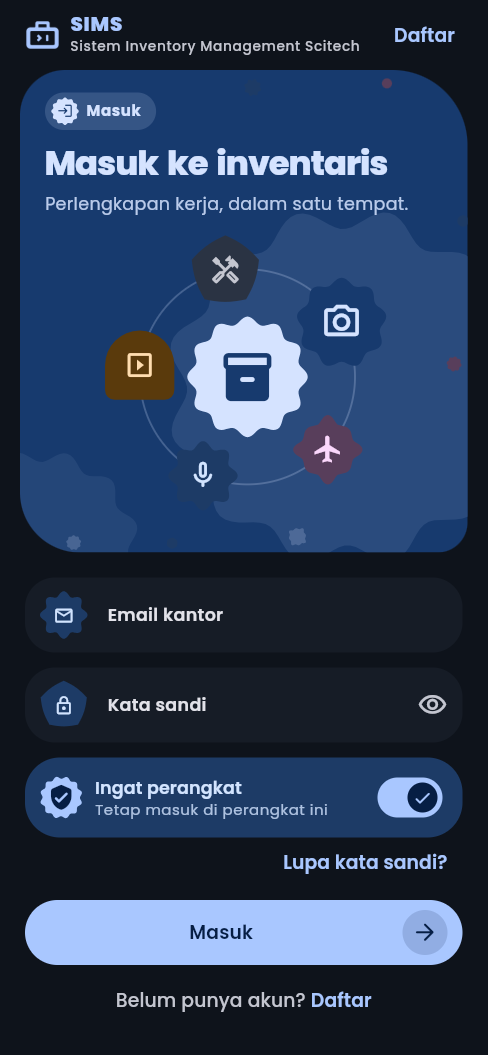 SIMS
Sistem Inventory Management Scitech
Daftar
Masuk
Masuk ke inventaris
Perlengkapan kerja, dalam satu tempat.
Email kantor
Kata sandi
Ingat perangkat
Tetap masuk di perangkat ini
Lupa kata sandi?
Masuk
Belum punya akun? Daftar